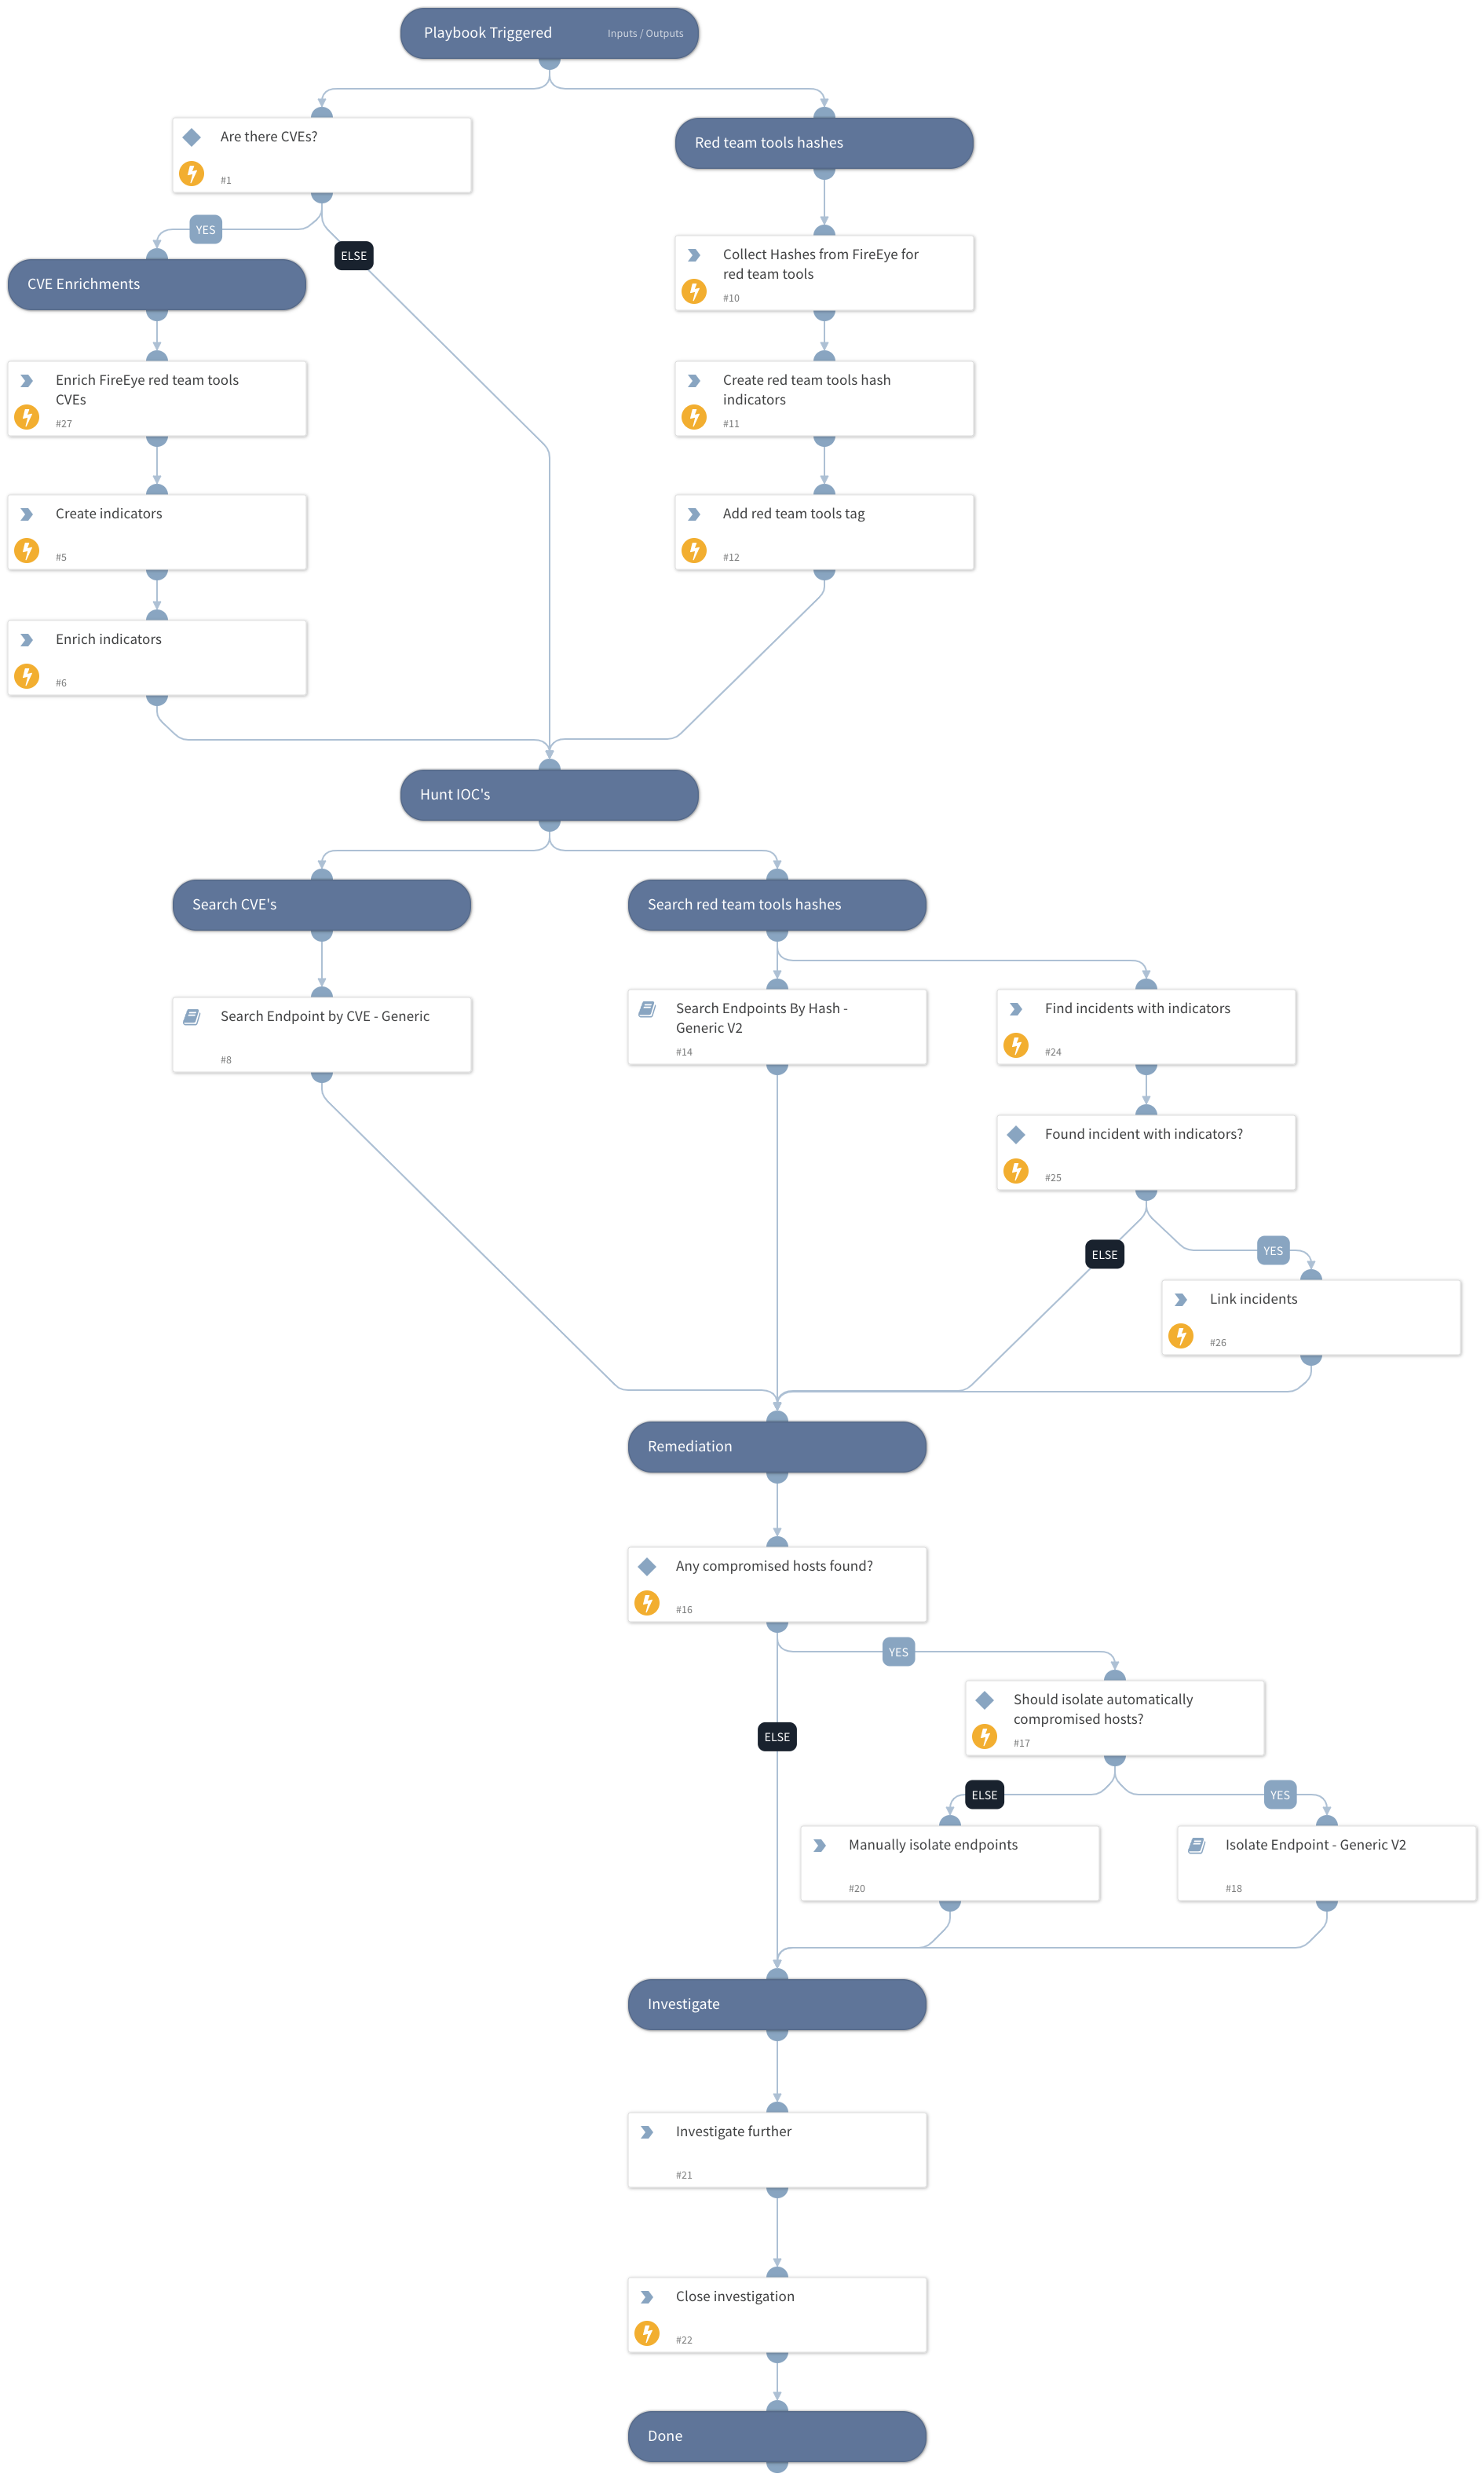 Playbook Triggered
Inputs / Outputs
Are there CVEs?
#1
Red team tools hashes
YES
ELSE
CVE Enrichments
Collect Hashes from FireEye for
red team tools
#10
Enrich FireEye red team tools
CVEs
#27
Create red team tools hash
indicators
#11
Create indicators
#5
Add red team tools tag
#12
Enrich indicators
#6
Hunt IOC's
Search CVE's
Search red team tools hashes
Search Endpoint by CVE - Generic
#8
Search Endpoints By Hash -
Generic V2
#14
Find incidents with indicators
#24
Found incident with indicators?
#25
ELSE
YES
Link incidents
#26
Remediation
Any compromised hosts found?
#16
YES
ELSE
Should isolate automatically
compromised hosts?
#17
ELSE
YES
Manually isolate endpoints
#20
Isolate Endpoint - Generic V2
#18
Investigate
Investigate further
#21
Close investigation
#22
Done